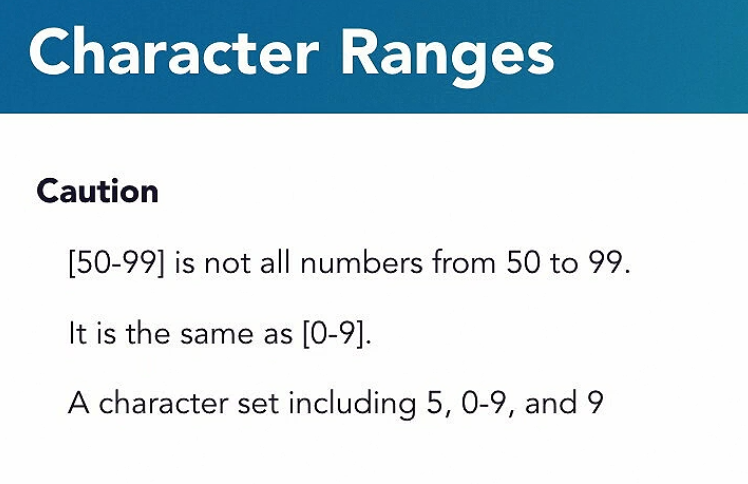 Character Ranges
Caution
[50-99] is not all numbers from 50 to 99.
It is the same as [0-9].
A character set including 5, 0-9, and 9